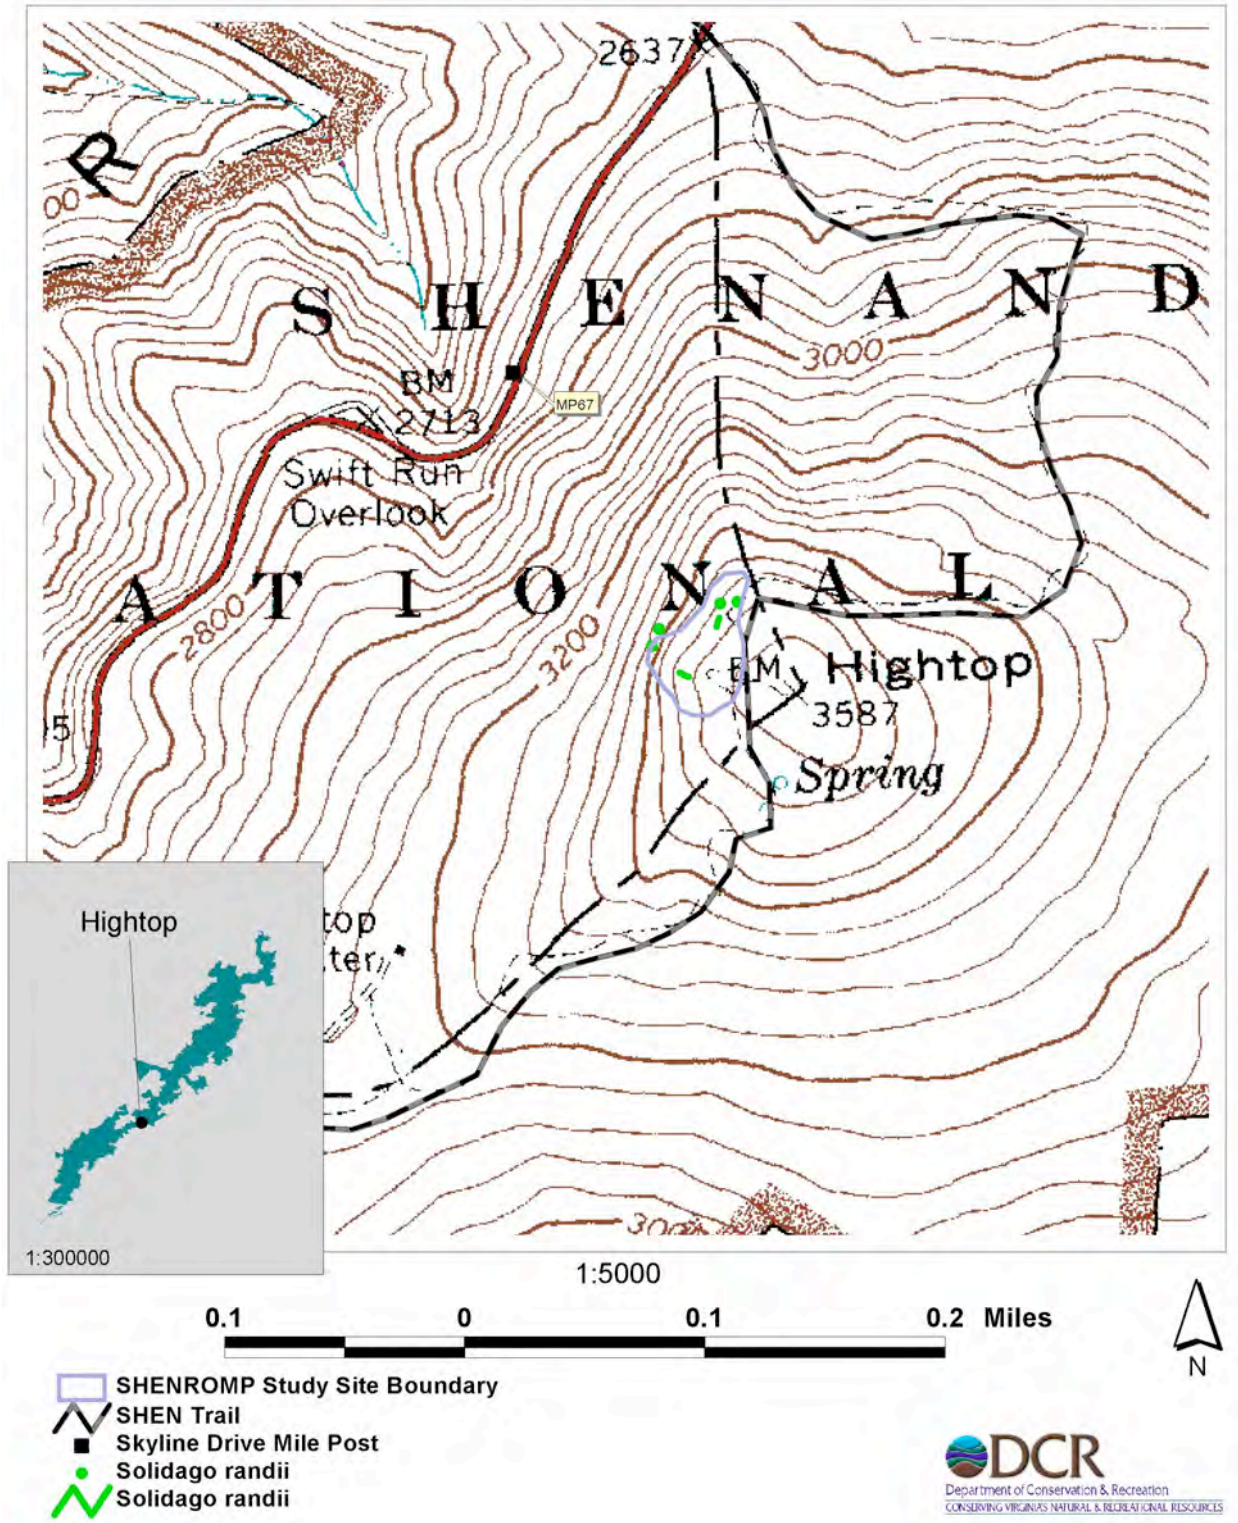 2637
R
00
S H E N A N D
3000
BM
2713
MP67
Swift Run
Overlook
A T I O N A L
2800
3200
BM
Hightop
3587
Spring
top
ter
Hightop
1:300000
1:5000
0.1 0 0.1 0.2 Miles
N
SHENROMP Study Site Boundary
SHEN Trail
Skyline Drive Mile Post
Solidago randii
Solidago randii
DCR
Department of Conservation & Recreation
CONSERVING VIRGINIA'S NATURAL & RECREATIONAL RESOURCES